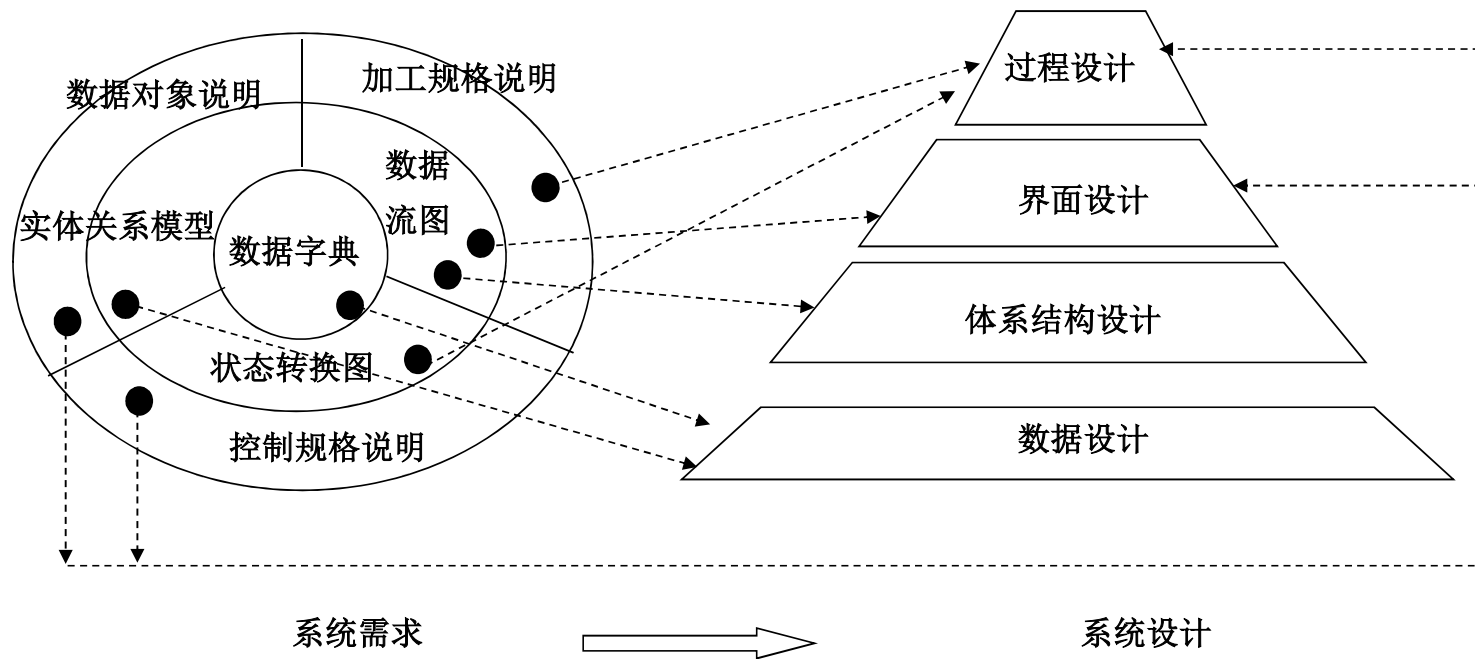 数据对象说明
加工规格说明
数据
流图
实体关系模型
数据字典
状态转换图
控制规格说明
过程设计
界面设计
体系结构设计
数据设计
系统需求
系统设计